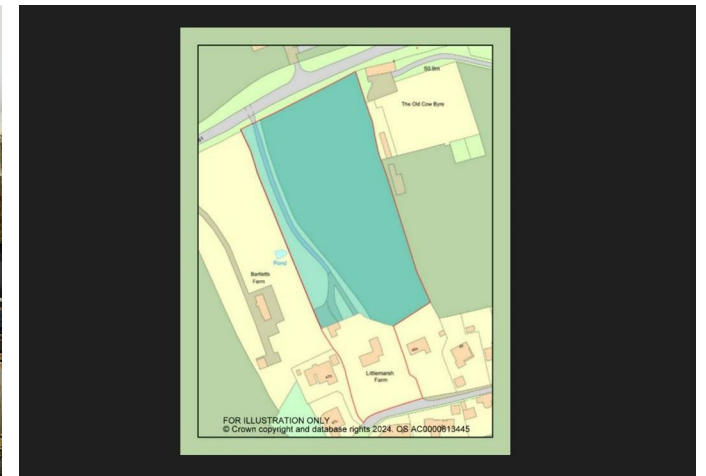 50.9m
The Old Cow Byre
Pond
Bartletts
Farm
Littlemarsh
Farm
FOR ILLUSTRATION ONLY
© Crown copyright and database rights 2024. OS AC0000813445